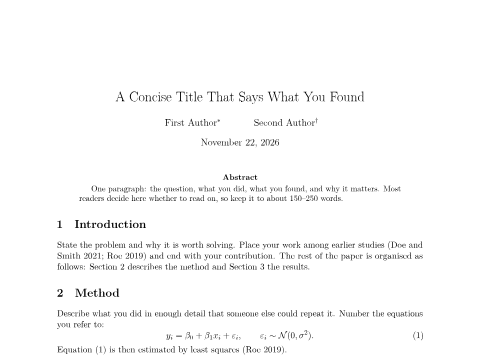 A Concise Title That Says What You Found
First Author* Second Author†
November 22, 2026
Abstract
One paragraph: the question, what you did, what you found, and why it matters. Most
readers decide here whether to read on, so keep it to about 150–250 words.
1 Introduction
State the problem and why it is worth solving. Place your work among earlier studies (Doe and
Smith 2021; Roc 2019) and end with your contribution. The rest of the paper is organised as
follows: Section 2 describes the method and Section 3 the results.
2 Method
Describe what you did in enough detail that someone else could repeat it. Number the equations
you refer to:
yᵢ = β₀ + β₁xᵢ + εᵢ, εᵢ ∼ 𝒩(0, σ²). (1)
Equation (1) is then estimated by least squares (Roc 2019).